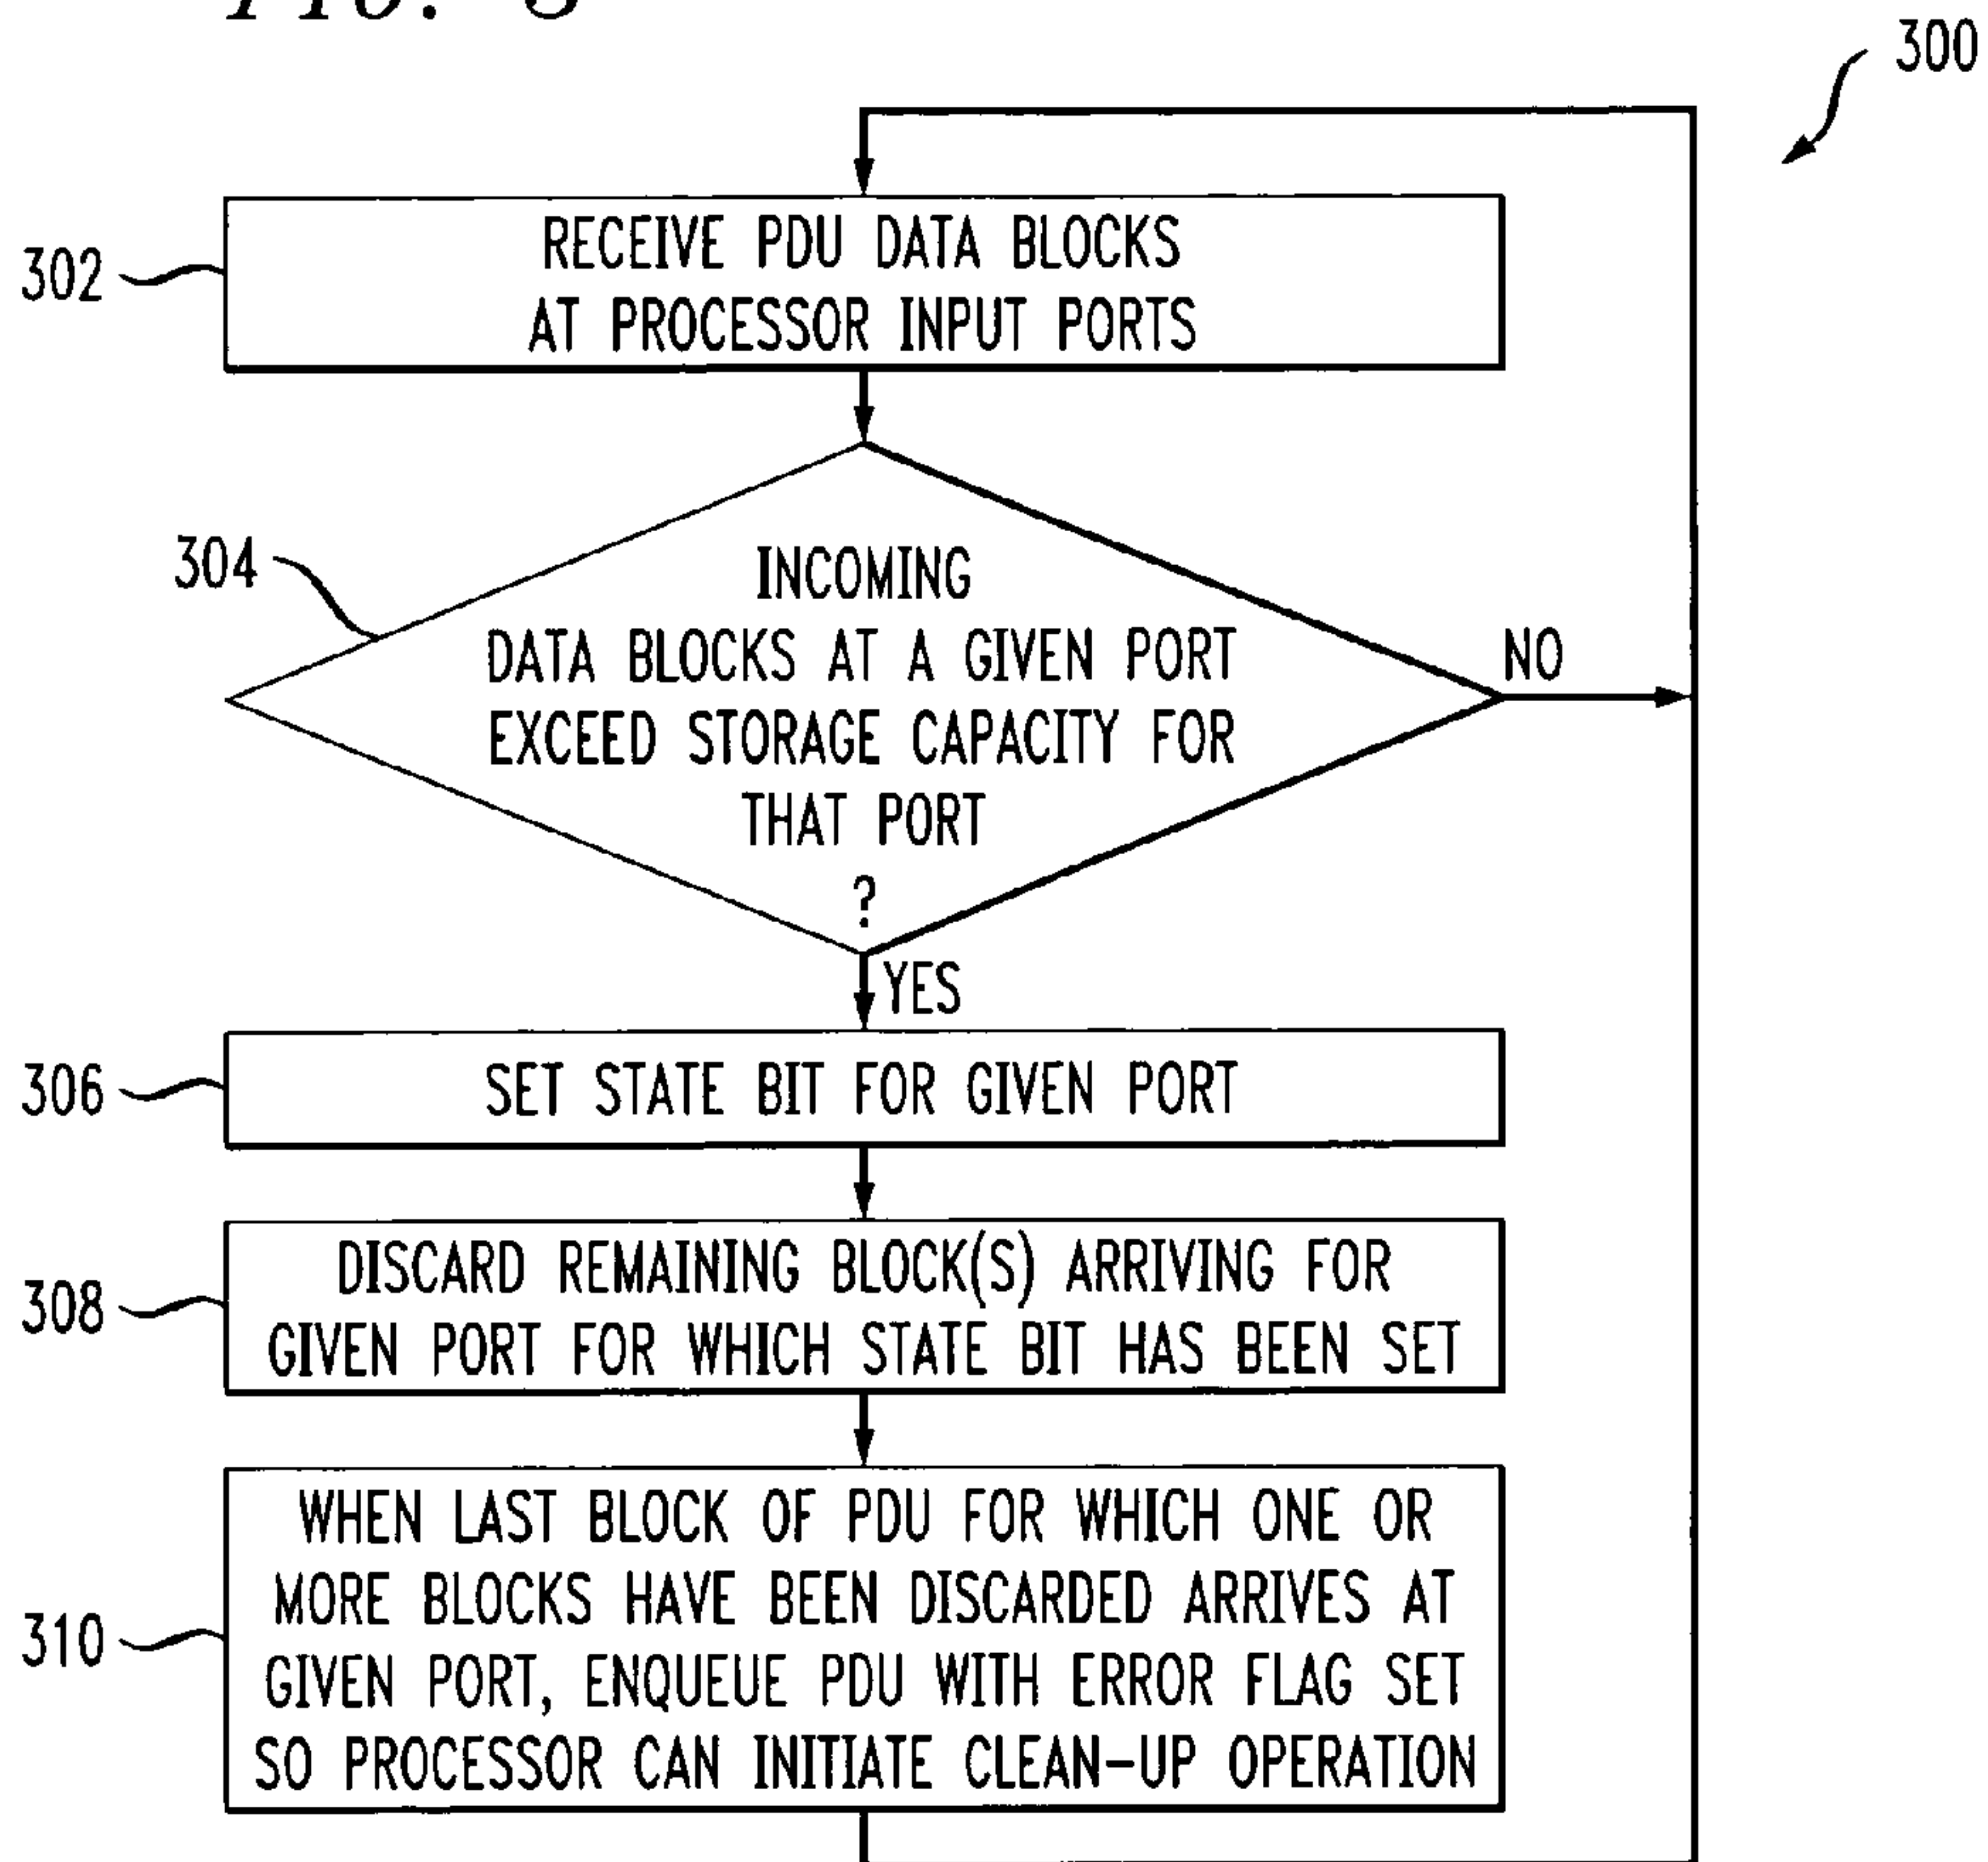 FIG. 3
300
302
RECEIVE PDU DATA BLOCKS
AT PROCESSOR INPUT PORTS
304
INCOMING
DATA BLOCKS AT A GIVEN PORT
EXCEED STORAGE CAPACITY FOR
THAT PORT
?
NO
YES
306
SET STATE BIT FOR GIVEN PORT
308
DISCARD REMAINING BLOCK(S) ARRIVING FOR
GIVEN PORT FOR WHICH STATE BIT HAS BEEN SET
310
WHEN LAST BLOCK OF PDU FOR WHICH ONE OR
MORE BLOCKS HAVE BEEN DISCARDED ARRIVES AT
GIVEN PORT, ENQUEUE PDU WITH ERROR FLAG SET
SO PROCESSOR CAN INITIATE CLEAN-UP OPERATION